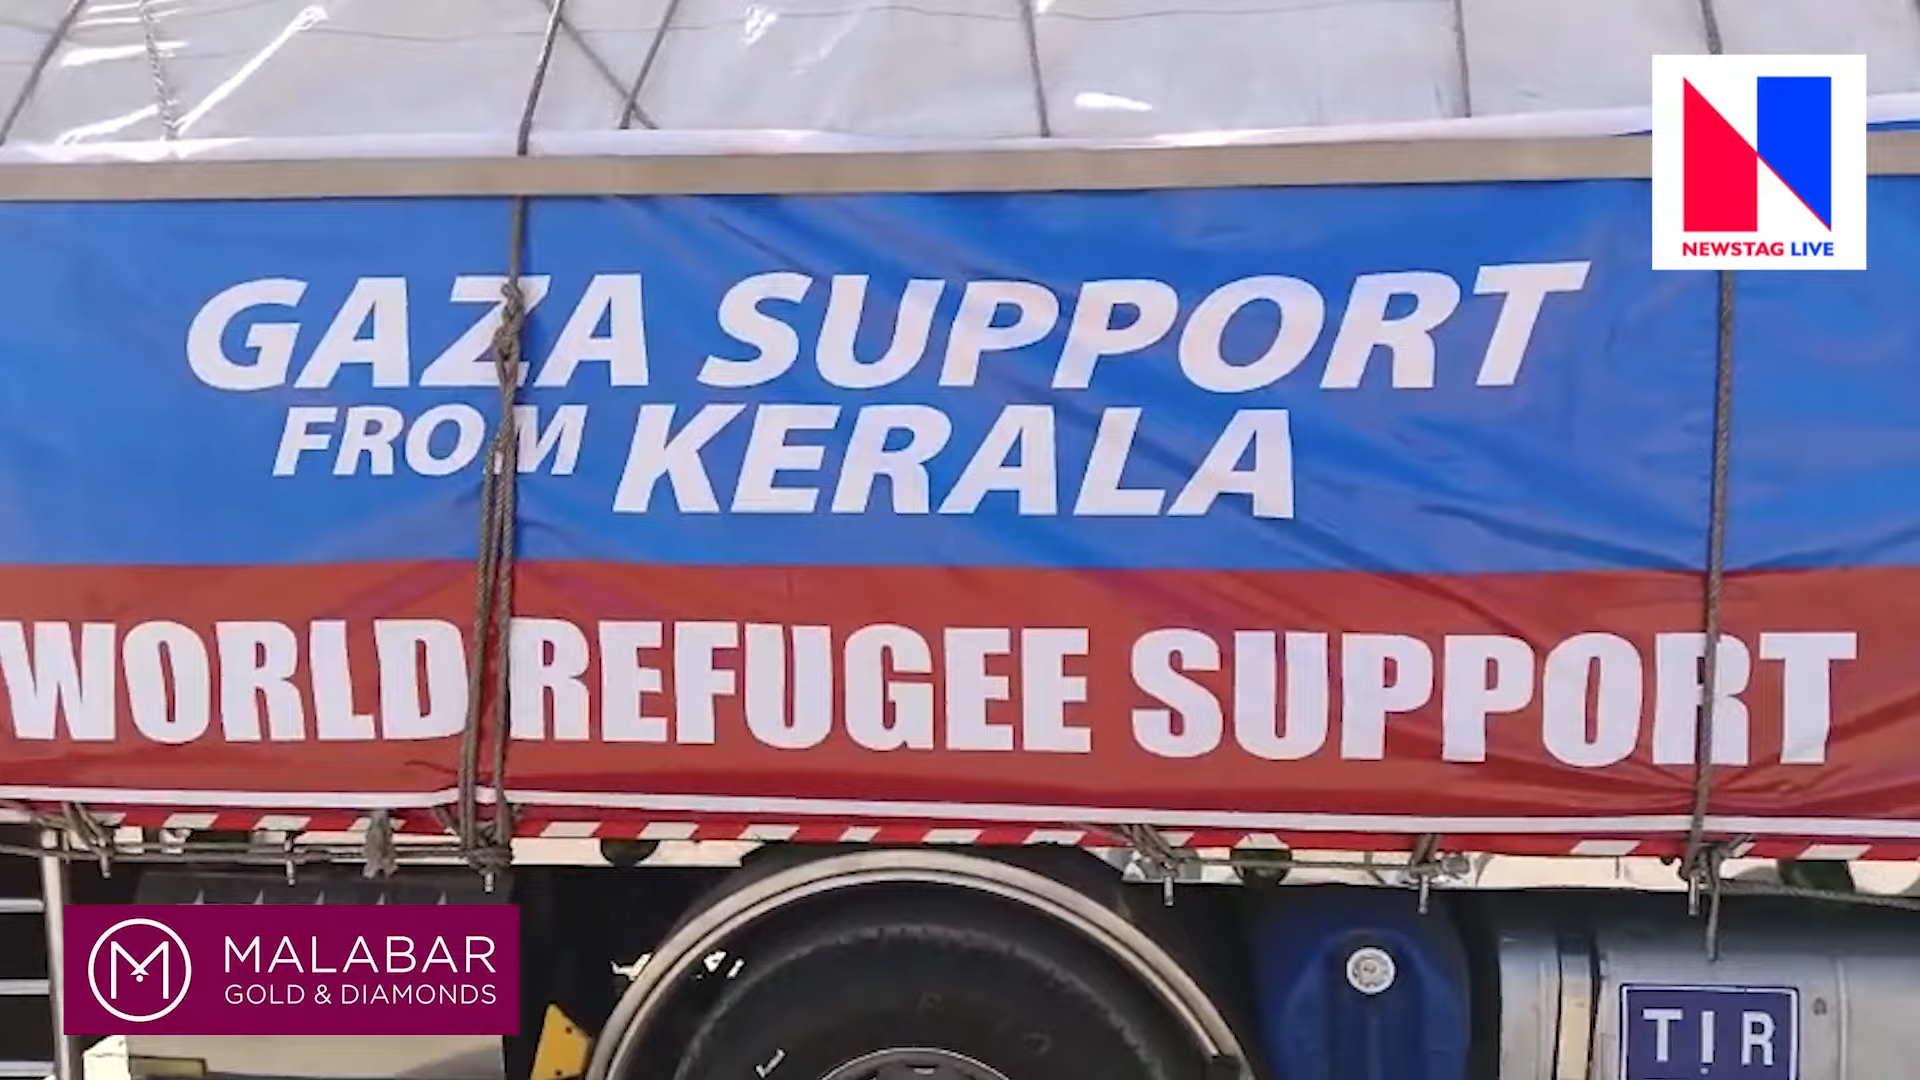 NEWSTAG LIVE
GAZA SUPPORT
FROM KERALA
WORLD REFUGEE SUPPORT
MALABAR
GOLD & DIAMONDS
TIR